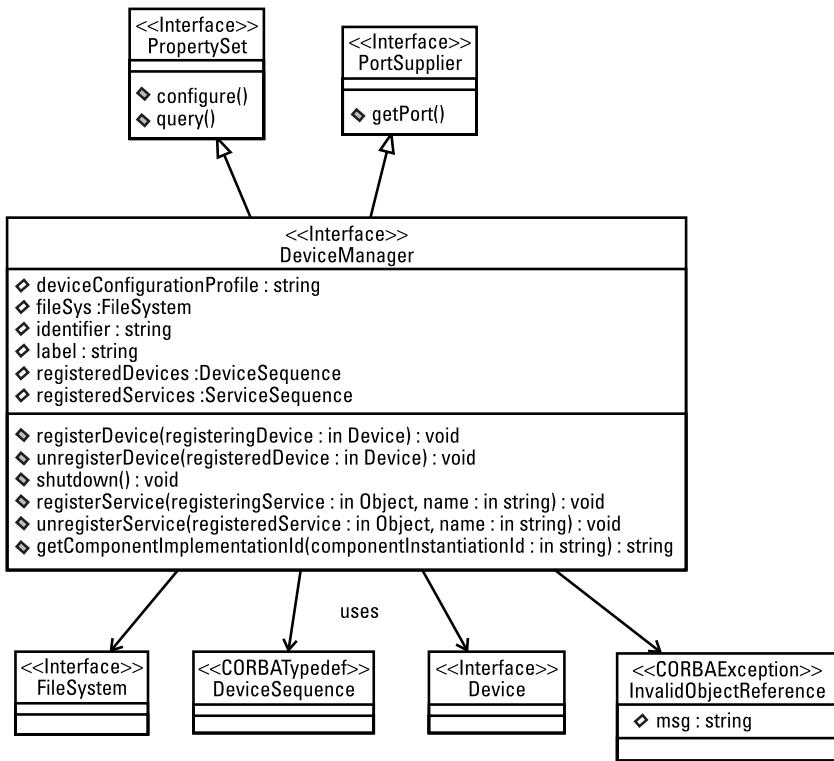 <<Interface>>
PropertySet
configure()
query()
<<Interface>>
PortSupplier
getPort()
<<Interface>>
DeviceManager
deviceConfigurationProfile : string
fileSys :FileSystem
identifier : string
label : string
registeredDevices :DeviceSequence
registeredServices :ServiceSequence
registerDevice(registeringDevice : in Device) : void
unregisterDevice(registeredDevice : in Device) : void
shutdown() : void
registerService(registeringService : in Object, name : in string) : void
unregisterService(registeredService : in Object, name : in string) : void
getComponentImplementationId(componentInstantiationId : in string) : string
uses
<<Interface>>
FileSystem
<<CORBATypedef>>
DeviceSequence
<<Interface>>
Device
<<CORBAException>>
InvalidObjectReference
msg : string